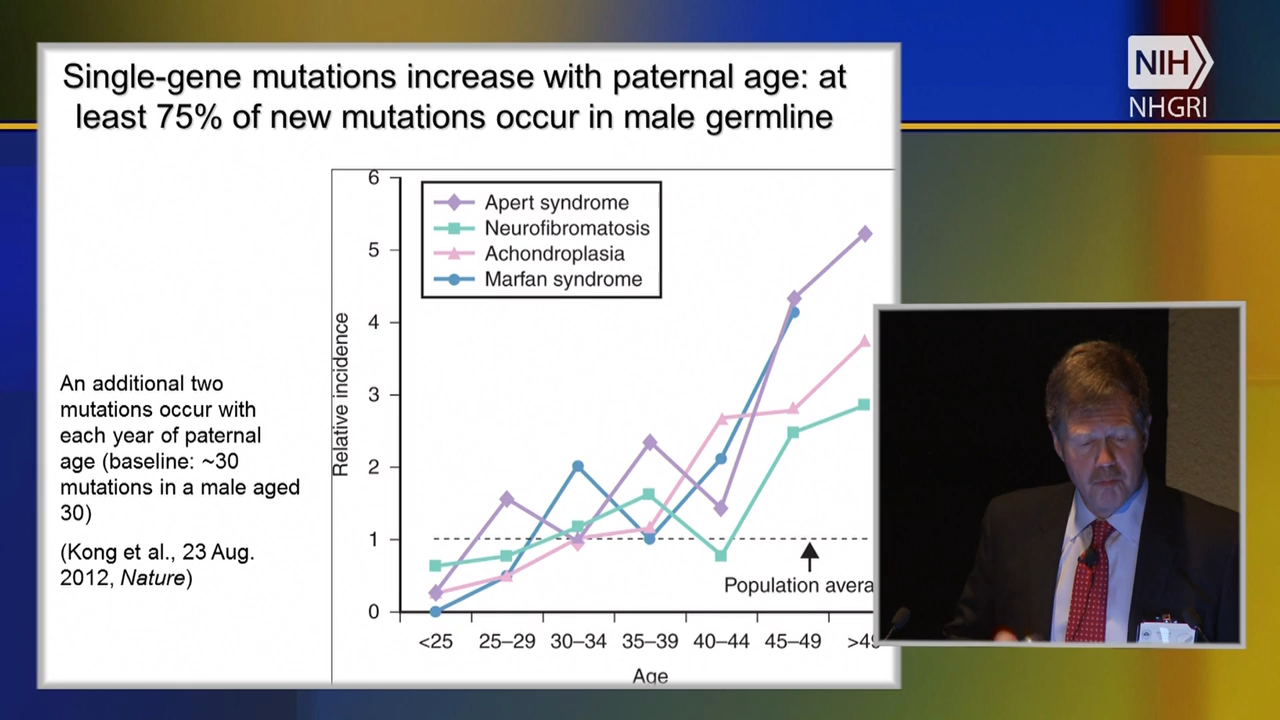 Single-gene mutations increase with paternal age: at
least 75% of new mutations occur in male germline
NIH
NHGRI
An additional two
mutations occur with
each year of paternal
age (baseline: ~30
mutations in a male aged
30)
(Kong et al., 23 Aug.
2012, Nature)
Relative incidence
6
5
4
3
2
1
0
Apert syndrome
Neurofibromatosis
Achondroplasia
Marfan syndrome
Population avera
<25 25–29 30–34 35–39 40–44 45–49 >49
Age